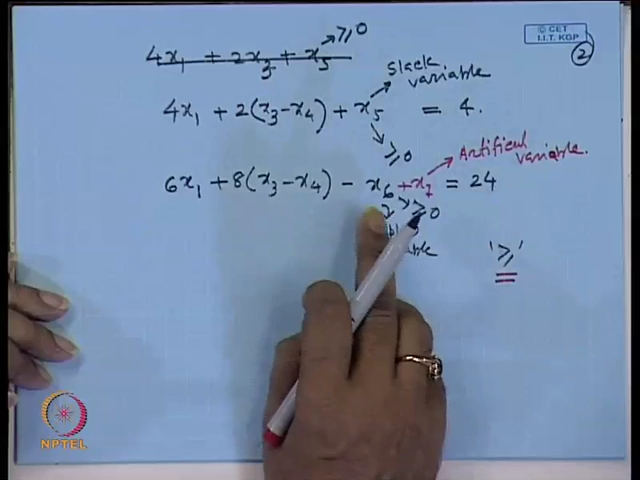 © CET
I.I.T. KGP
2
4x₁ + 2x₃ + x₅ → ≥0
Slack
variable
4x₁ + 2(x₃-x₄) + x₅ = 4.
≥0
Artificial
variable.
6x₁ + 8(x₃-x₄) - x₆ + x₇ = 24
≥0
'≥'
NPTEL